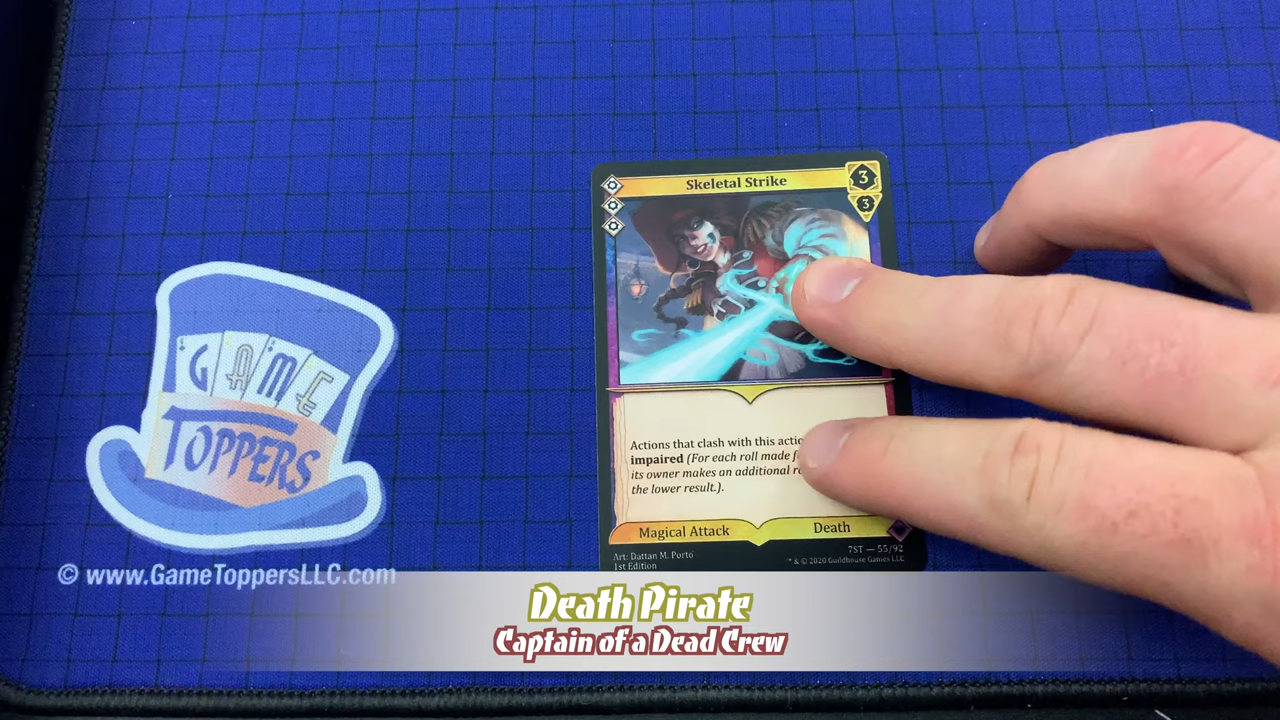 Skeletal Strike
3
3
GAME
TOPPERS
Actions that clash with this
impaired (For each roll made
its owner makes an additional
the lower result.).
Magical Attack
Death
Art: Dattan M. Porto
1st Edition
7ST — 55/92
™ & © 2020 Guildhouse Games LLC
© www.GameToppersLLC.com
Death Pirate
Captain of a Dead Crew